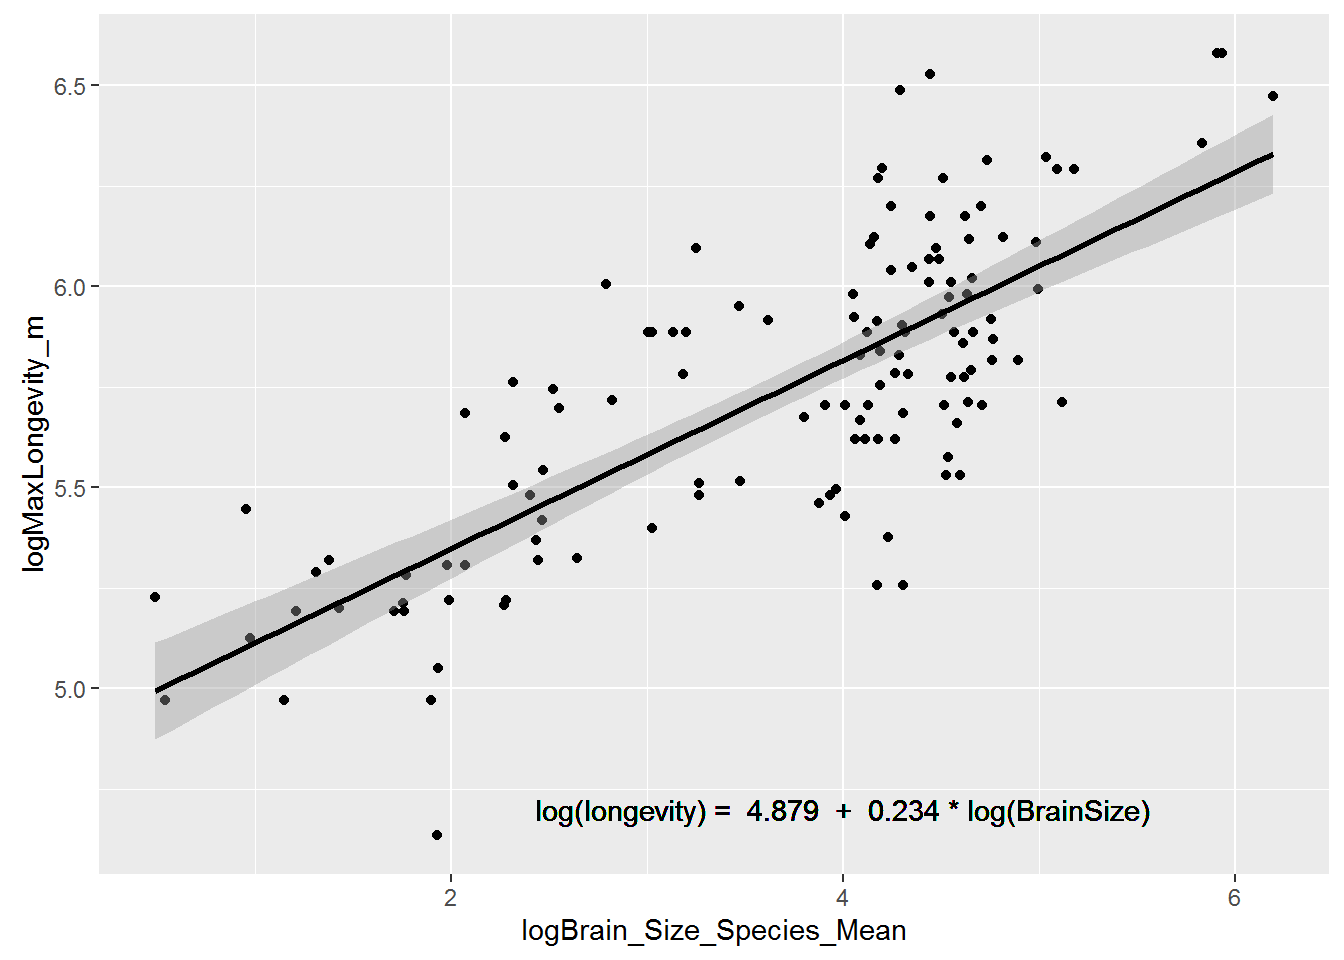 6.5
6.0
5.5
5.0
logMaxLongevity_m
log(longevity) =  4.879  +  0.234 * log(BrainSize)
2
4
6
logBrain_Size_Species_Mean